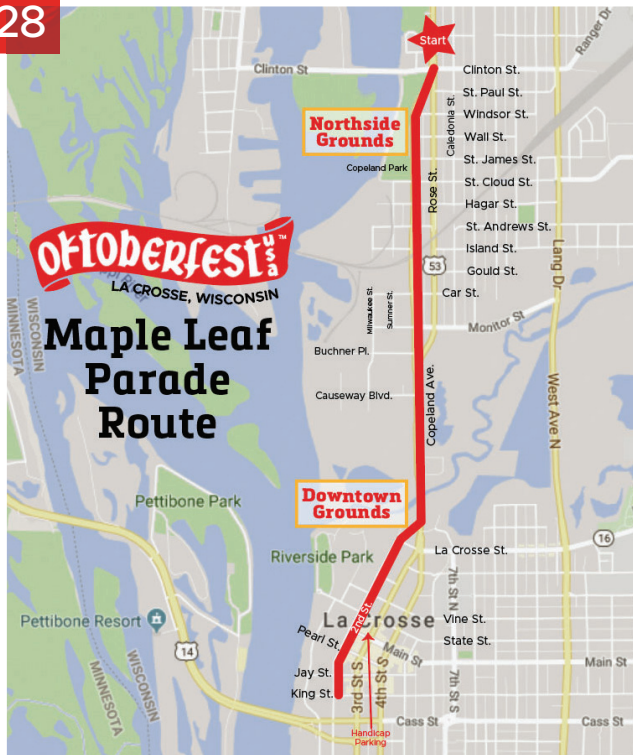 28
Start
Clinton St
Ranger Dr
Clinton St.
St. Paul St.
Caledonia St.
Windsor St.
Northside
Grounds
Wall St.
St. James St.
Copeland Park
Rose St.
St. Cloud St.
Hagar St.
St. Andrews St.
OKTOBERFEST USA™
LA CROSSE, WISCONSIN
Island St.
Lang Dr
53
Gould St.
Car St.
Milwaukee St.
Sumner St.
MINNESOTA
WISCONSIN
Monitor St
Maple Leaf
Parade
Route
Buchner Pl.
Causeway Blvd.
Copeland Ave.
West Ave N
Downtown
Grounds
Pettibone Park
16
La Crosse St.
Riverside Park
7th St N
2nd St.
La Crosse
Vine St.
Pettibone Resort
Pearl St.
State St.
14
Main St
Main St
Jay St.
King St.
3rd St S
4th St S
7th St S
MINNESOTA
WISCONSIN
Cass St
Cass St
Handicap
Parking